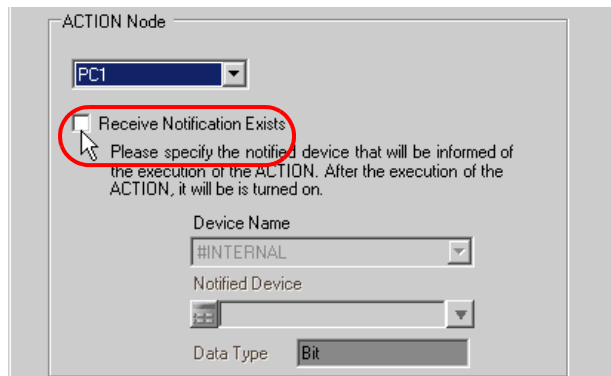 ACTION Node
PC1
Receive Notification Exists
Please specify the notified device that will be informed of
the execution of the ACTION. After the execution of the
ACTION, it will be is turned on.
Device Name
#INTERNAL
Notified Device
Data Type Bit